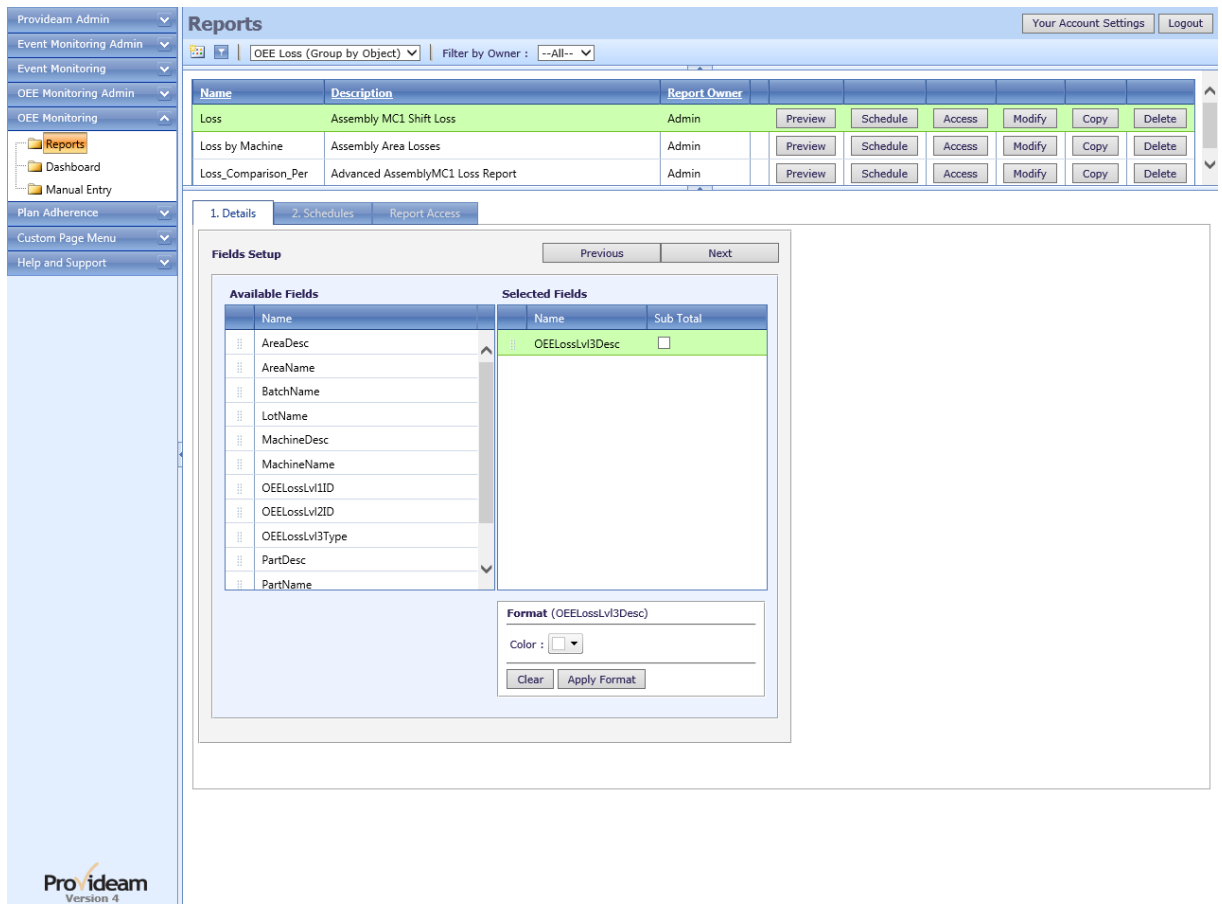 Provideam Admin
Event Monitoring Admin
Event Monitoring
OEE Monitoring Admin
OEE Monitoring
Reports
Dashboard
Manual Entry
Plan Adherence
Custom Page Menu
Help and Support
Provideam
Version 4
Reports
Your Account Settings Logout
OEE Loss (Group by Object) Filter by Owner : --All--
Name Description Report Owner
Loss Assembly MC1 Shift Loss Admin Preview Schedule Access Modify Copy Delete
Loss by Machine Assembly Area Losses Admin Preview Schedule Access Modify Copy Delete
Loss_Comparison_Per Advanced AssemblyMC1 Loss Report Admin Preview Schedule Access Modify Copy Delete
1. Details 2. Schedules Report Access
Fields Setup Previous Next
Available Fields
Name
AreaDesc
AreaName
BatchName
LotName
MachineDesc
MachineName
OEELossLvl1ID
OEELossLvl2ID
OEELossLvl3Type
PartDesc
PartName
Selected Fields
Name Sub Total
OEELossLvl3Desc
Format (OEELossLvl3Desc)
Color :
Clear Apply Format